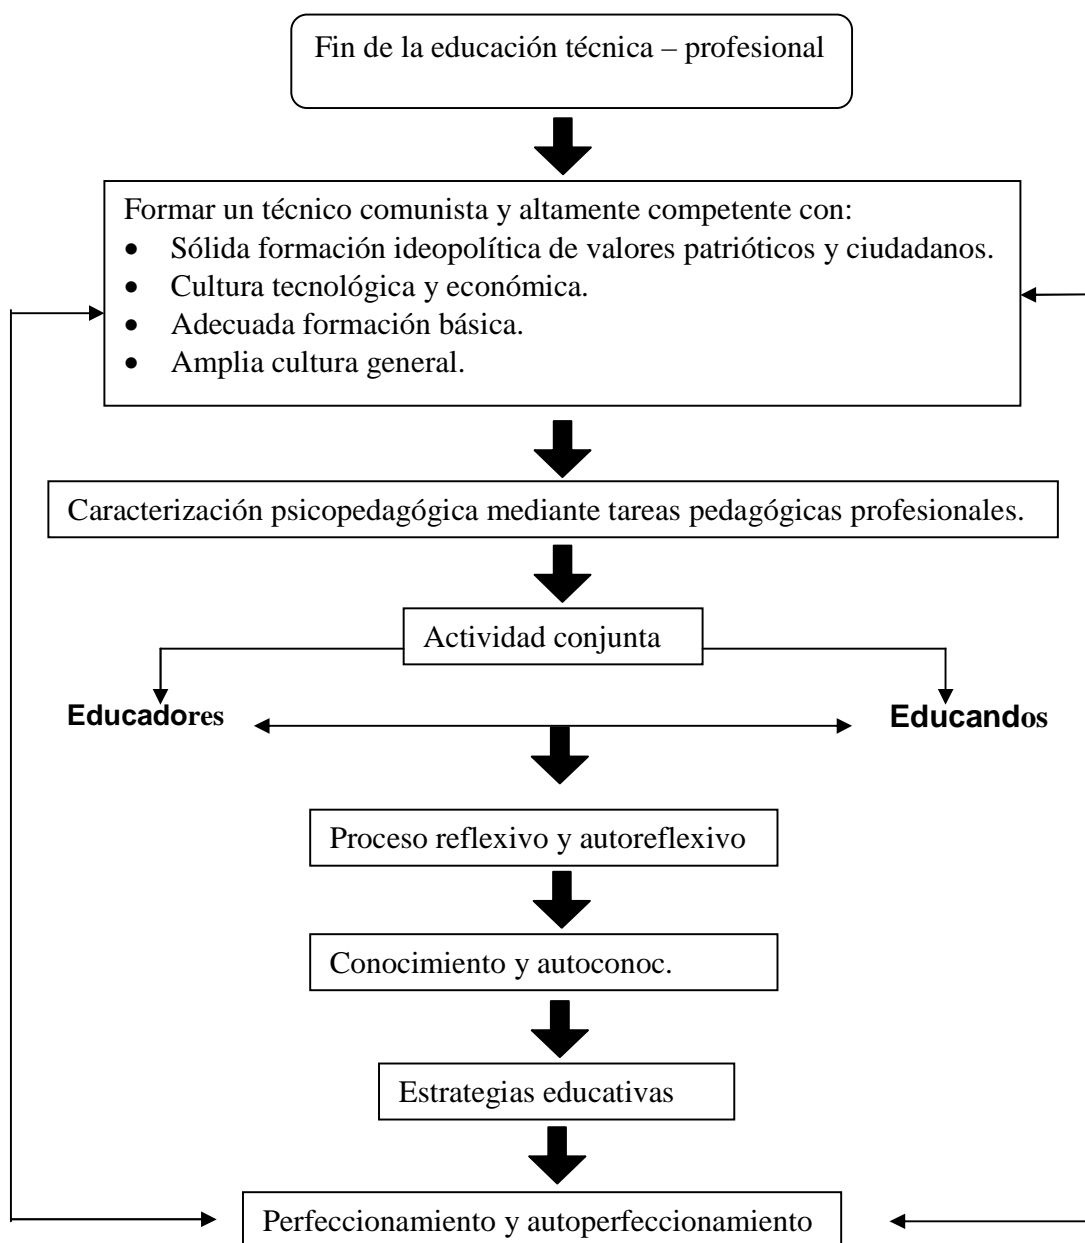 Fin de la educación técnica – profesional
Formar un técnico comunista y altamente competente con:
• Sólida formación ideopolítica de valores patrióticos y ciudadanos.
• Cultura tecnológica y económica.
• Adecuada formación básica.
• Amplia cultura general.
Caracterización psicopedagógica mediante tareas pedagógicas profesionales.
Actividad conjunta
Educadores
Educandos
Proceso reflexivo y autoreflexivo
Conocimiento y autoconoc.
Estrategias educativas
Perfeccionamiento y autoperfeccionamiento